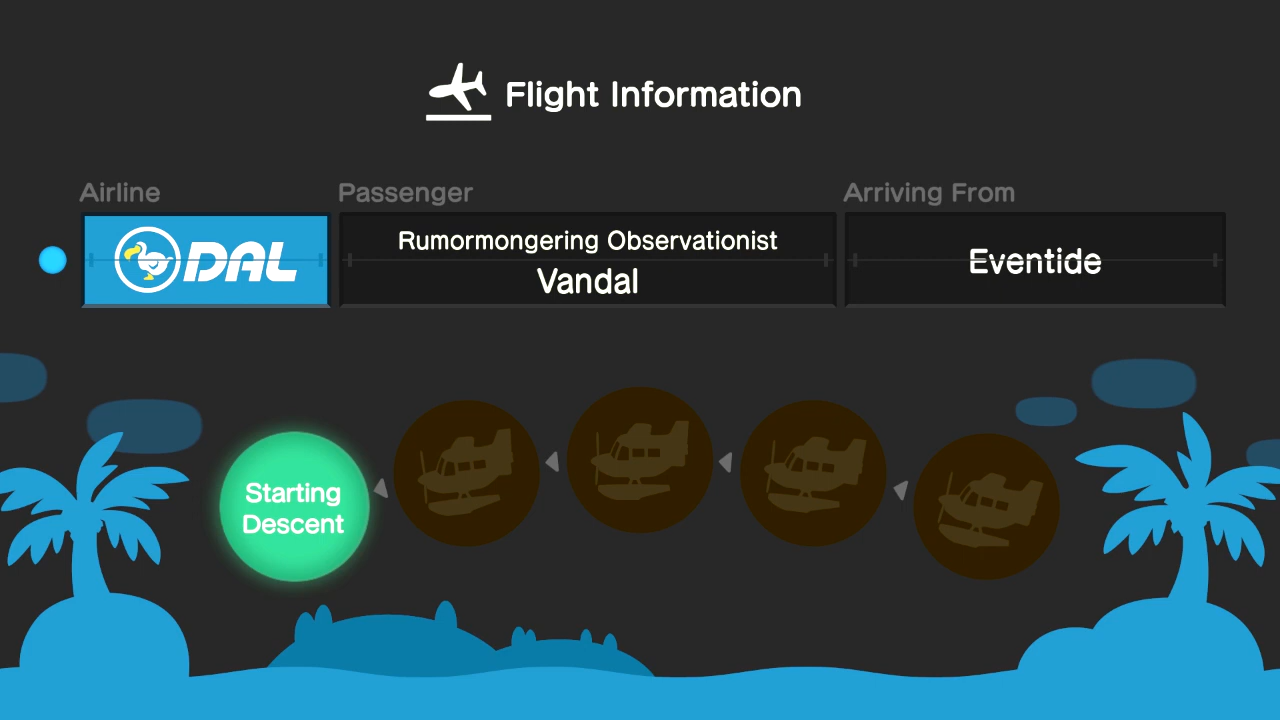 Flight Information
Airline
Passenger
Arriving From
DAL
Rumormongering Observationist
Vandal
Eventide
Starting
Descent